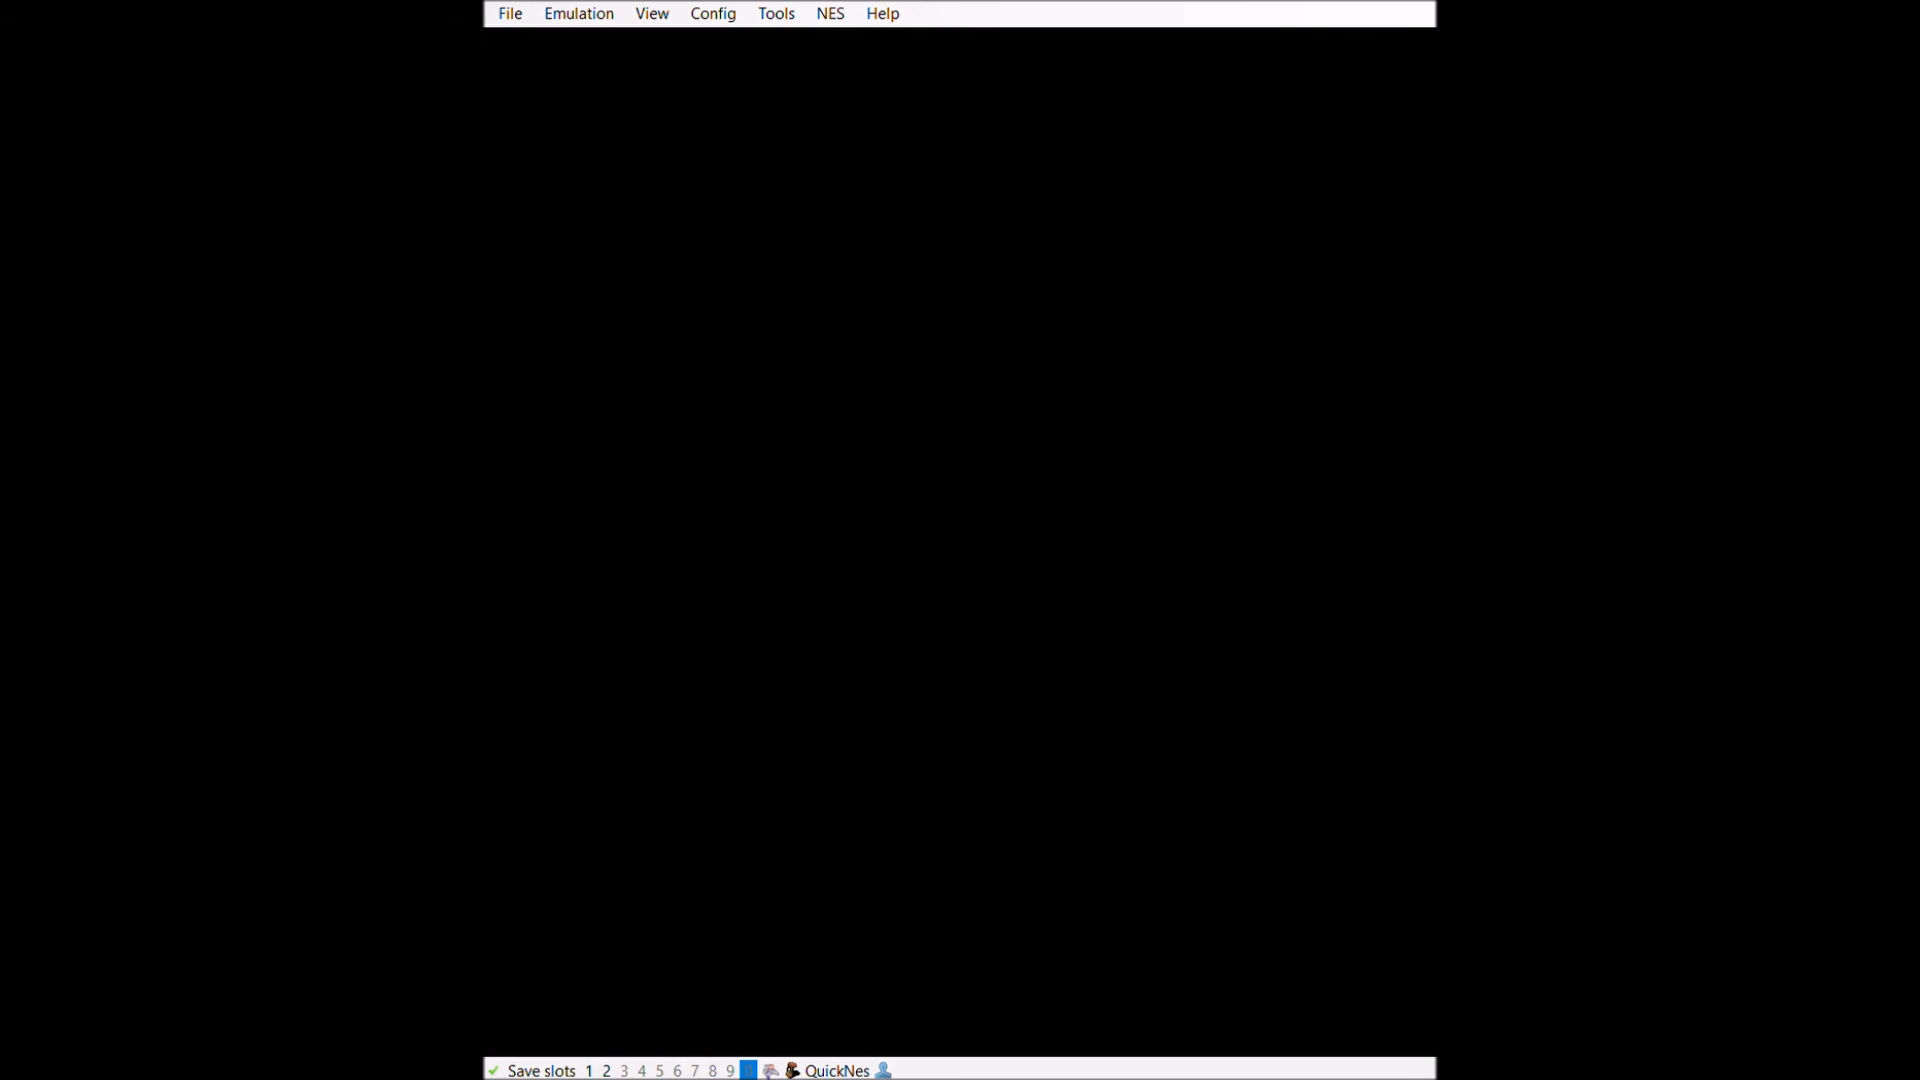 File Emulation View Config Tools NES Help
Save slots 1 2 3 4 5 6 7 8 9 0 QuickNes